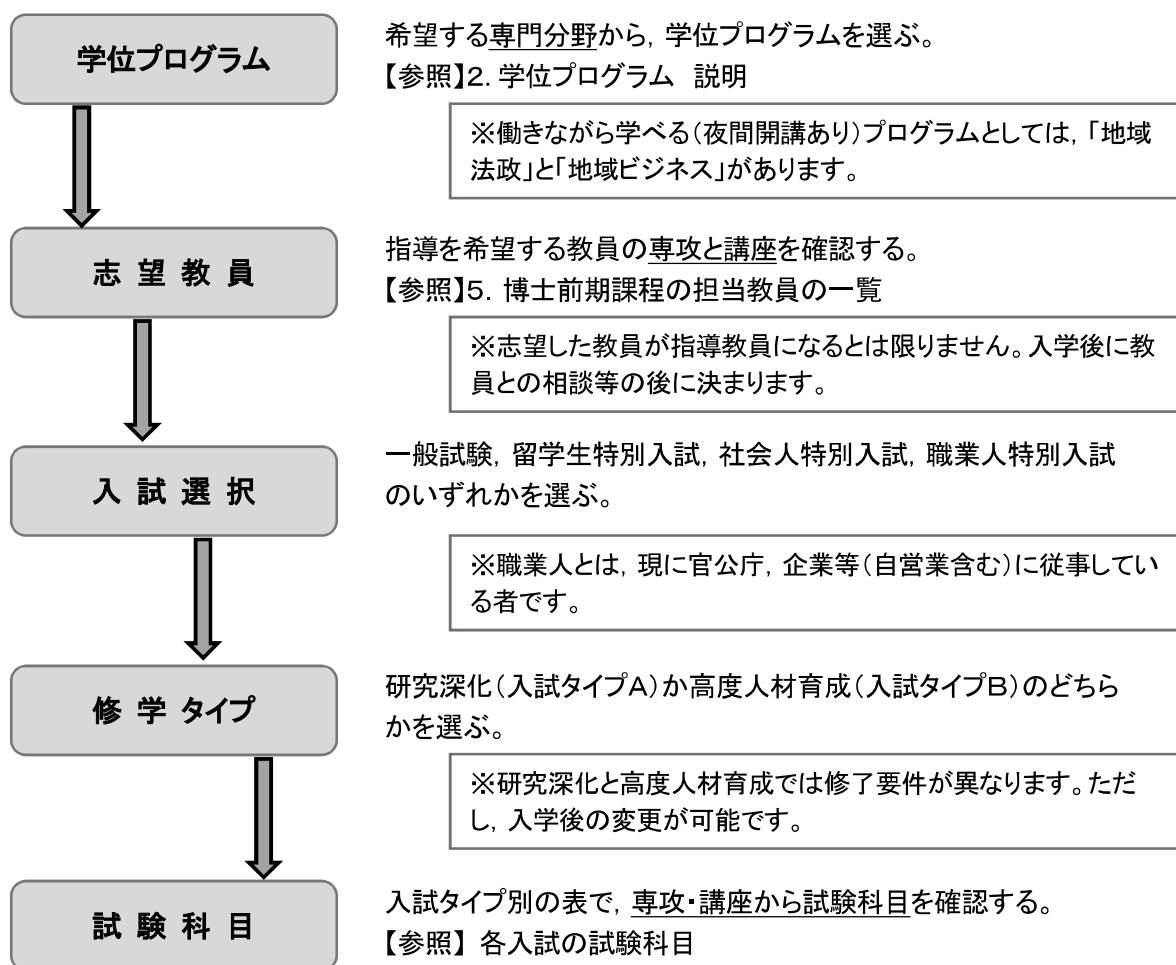 学位プログラム
希望する専門分野から, 学位プログラムを選ぶ。
【参照】2. 学位プログラム　説明
※働きながら学べる(夜間開講あり)プログラムとしては, 「地域
法政」と「地域ビジネス」があります。
志 望 教 員
指導を希望する教員の専攻と講座を確認する。
【参照】5. 博士前期課程の担当教員の一覧
※志望した教員が指導教員になるとは限りません。入学後に教
員との相談等の後に決まります。
入 試 選 択
一般試験, 留学生特別入試, 社会人特別入試, 職業人特別入試
のいずれかを選ぶ。
※職業人とは, 現に官公庁, 企業等(自営業含む)に従事してい
る者です。
修 学 タイプ
研究深化(入試タイプA)か高度人材育成(入試タイプB)のどちら
かを選ぶ。
※研究深化と高度人材育成では修了要件が異なります。ただ
し, 入学後の変更が可能です。
試 験 科 目
入試タイプ別の表で, 専攻・講座から試験科目を確認する。
【参照】 各入試の試験科目